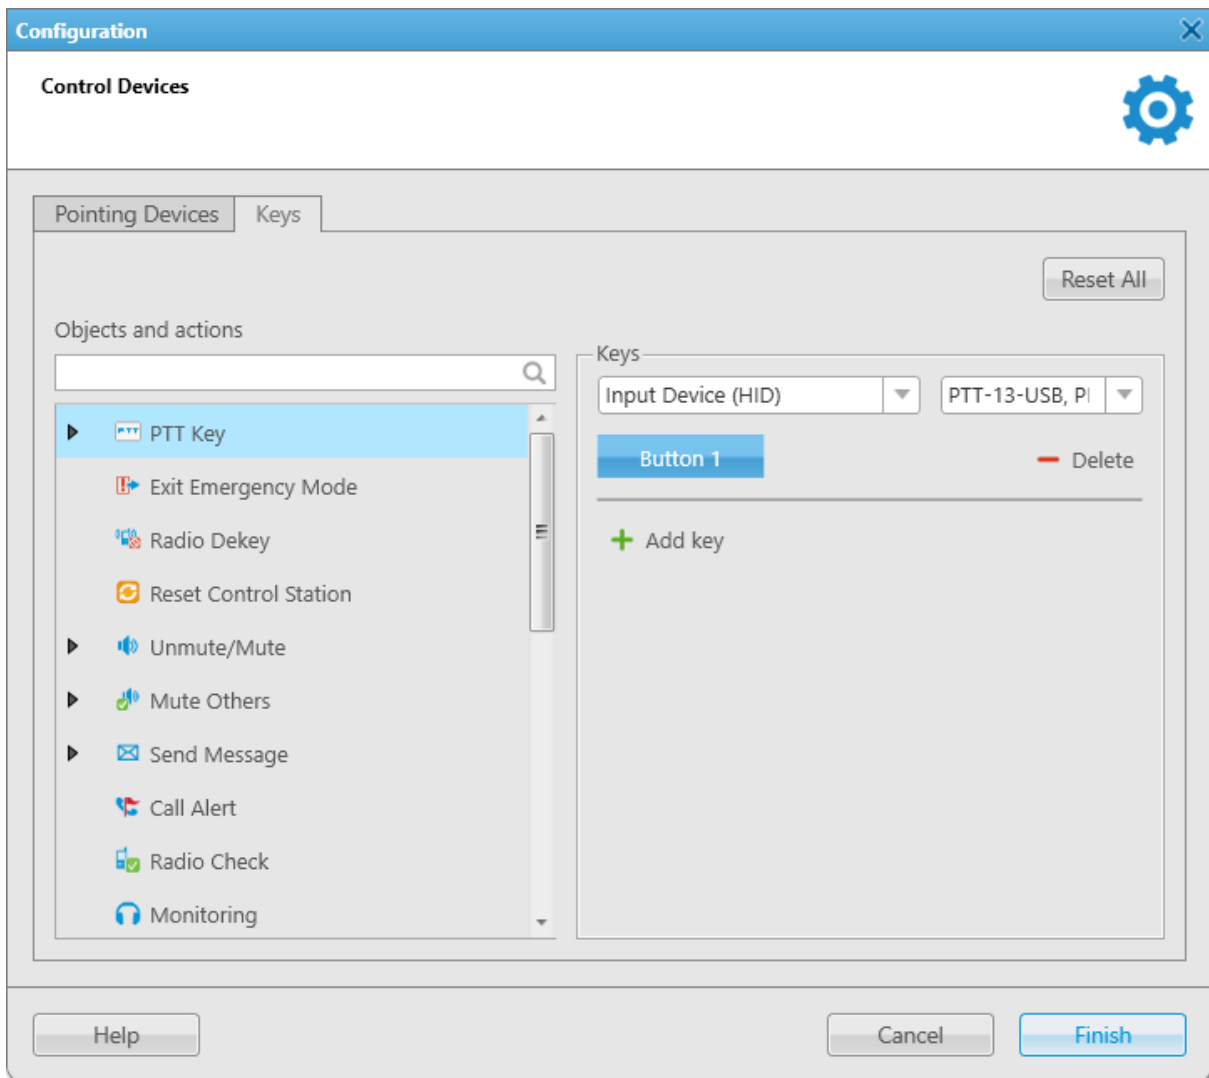 Configuration
Control Devices
Pointing Devices
Keys
Reset All
Objects and actions
Keys
Input Device (HID)
PTT-13-USB,
PTT Key
Button 1
Delete
Exit Emergency Mode
Radio Dekey
Add key
Reset Control Station
Unmute/Mute
Mute Others
Send Message
Call Alert
Radio Check
Monitoring
Help
Cancel
Finish